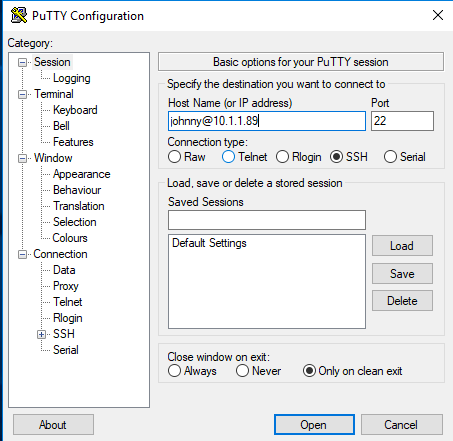 PuTTY Configuration
Category:
Session
Logging
Terminal
Keyboard
Bell
Features
Window
Appearance
Behaviour
Translation
Selection
Colours
Connection
Data
Proxy
Telnet
Rlogin
SSH
Serial
Basic options for your PuTTY session
Specify the destination you want to connect to
Host Name (or IP address) Port
johnny@10.1.1.89 22
Connection type:
Raw Telnet Rlogin SSH Serial
Load, save or delete a stored session
Saved Sessions
Default Settings
Load
Save
Delete
Close window on exit:
Always Never Only on clean exit
About Open Cancel